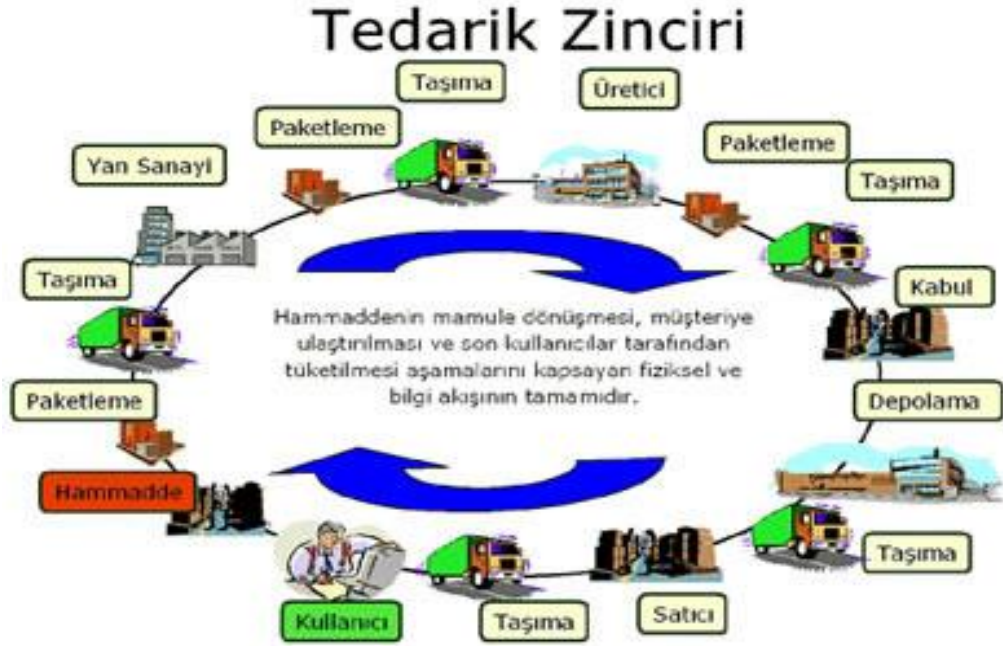 Tedarik Zinciri
Taşıma
Üretici
Paketleme
Paketleme
Yan Sanayi
Taşıma
Taşıma
Kabul
Hammaddenin mamule dönüşmesi, müşteriye
ulaştırılması ve son kullanıcılar tarafından
tüketilmesi aşamalarını kapsayan fiziksel ve
bilgi akışının tamamıdır.
Paketleme
Depolama
Hammadde
Taşıma
Kullanıcı
Taşıma
Satıcı